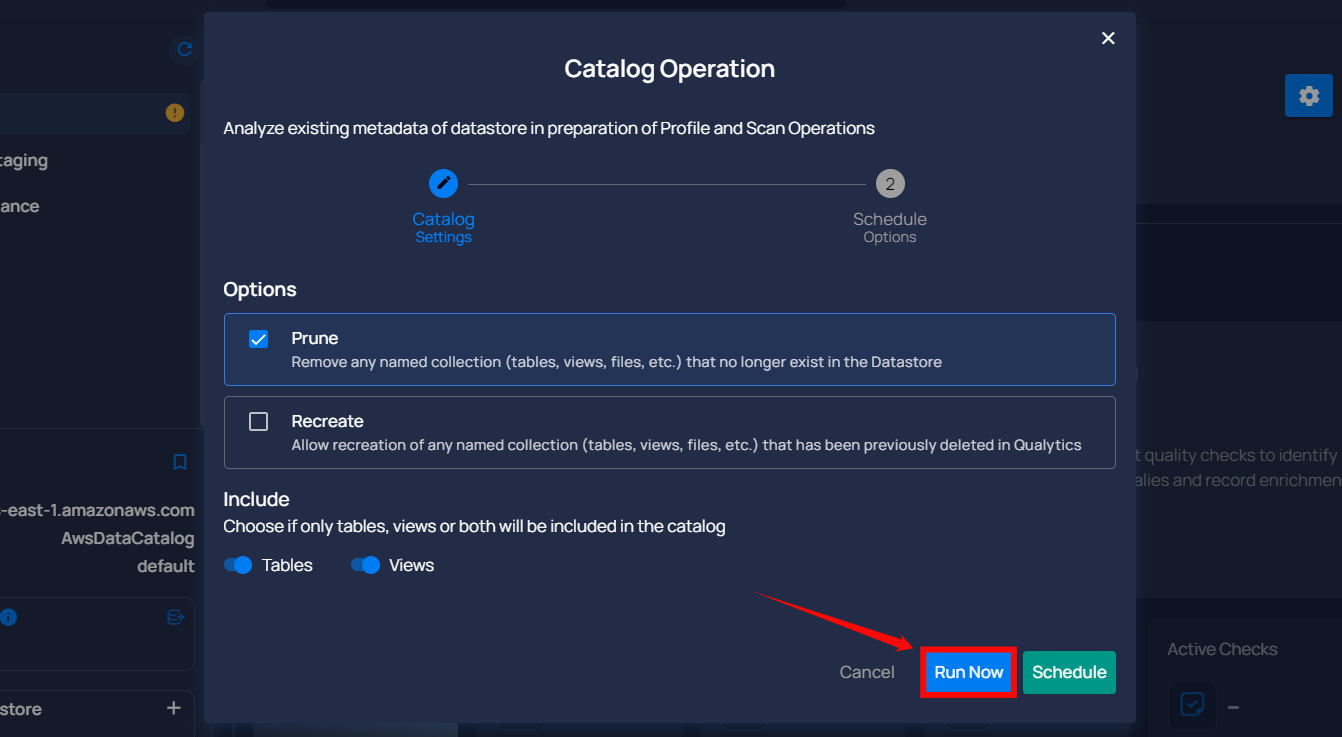 Catalog Operation
Analyze existing metadata of datastore in preparation of Profile and Scan Operations
2
Catalog
Settings
Schedule
Options
Options
Prune
Remove any named collection (tables, views, files, etc.) that no longer exist in the Datastore
Recreate
Allow recreation of any named collection (tables, views, files, etc.) that has been previously deleted in Qualytics
Include
Choose if only tables, views or both will be included in the catalog
Tables
Views
Cancel
Run Now
Schedule
taging
ance
-east-1.amazonaws.com
AwsDataCatalog
default
store
t quality checks to identify
alies and record enrichmen
Active Checks
–